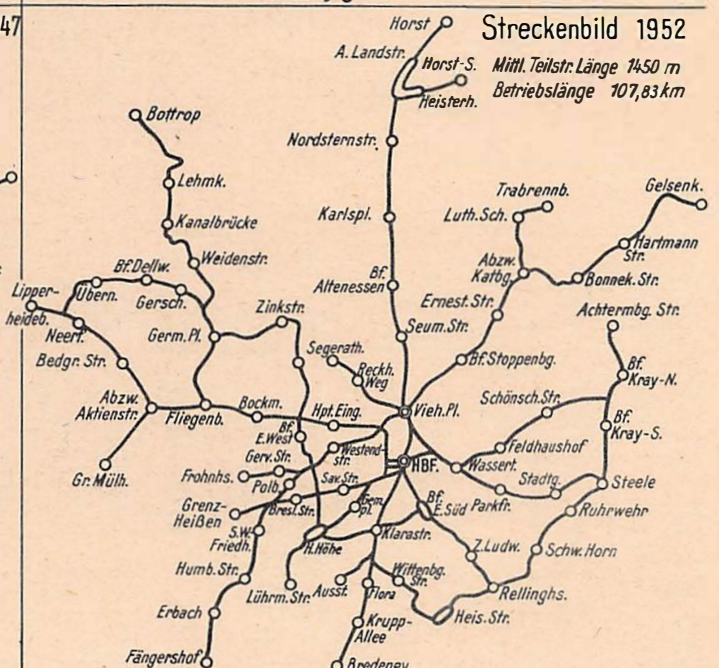 47
Streckenbild 1952
Mittl. Teilstr. Länge 1450 m
Betriebslänge 107,83 km
Horst
A. Landstr.
Horst-S.
Heisterh.
Bottrop
Nordsternstr.
Lehmk.
Trabrennb.
Gelsenk.
Kanalbrücke
Karlspl.
Luth. Sch.
Hartmann
Str.
Weidenstr.
Abzw.
Katbg.
Bonnek. Str.
Bf. Dellw.
Bf.
Altenessen
Lipper-
heideb.
Übern.
Gersch.
Ernest. Str.
Achtermbg. Str.
Zinkstr.
Neerf.
Germ. Pl.
Seum. Str.
Segerath.
Bedgr. Str.
Reckh.
Weg
Bf. Stoppenbg.
Bf.
Kray-N.
Abzw.
Aktienstr.
Fliegenb.
Bockm.
Hpt. Eing.
Vieh. Pl.
Schönsch. Str.
Bf.
E. West
Bf.
Kray-S.
Gr. Mülh.
Gerv. Str.
Westend-
str.
HBF.
Feldhaushof
Wassert.
Frohnhs.
Polb.
Sav. Str.
Stadtg.
Steele
Grenz-
Heißen
Bresl. Str.
Gem.
pl.
Bf.
E. Süd
Parkfr.
Ruhrwehr
S.W.
Friedh.
H. Höhe
Klarastr.
Z. Ludw.
Schw. Horn
Humb. Str.
Lührm. Str.
Ausst.
Flora
Wittenbg.
Str.
Rellinghs.
Erbach
Krupp-
Allee
Heis. Str.
Fängershof
Bredeney